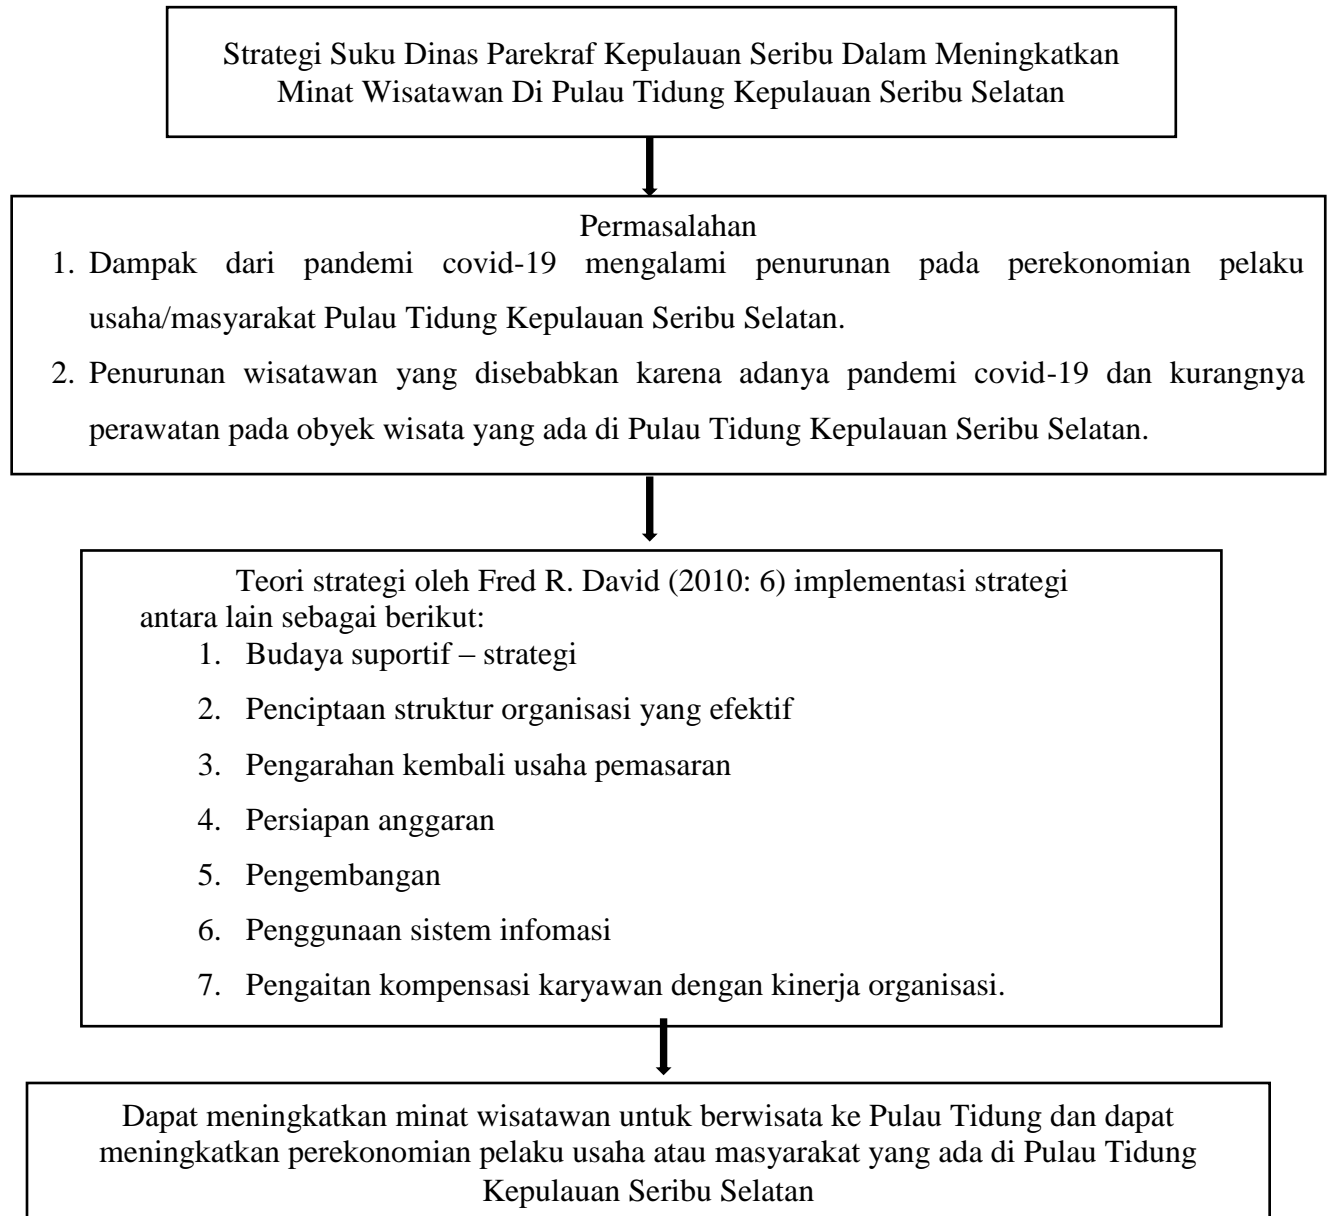 Strategi Suku Dinas Parekraf Kepulauan Seribu Dalam Meningkatkan
Minat Wisatawan Di Pulau Tidung Kepulauan Seribu Selatan
Permasalahan
1. Dampak dari pandemi covid-19 mengalami penurunan pada perekonomian pelaku
usaha/masyarakat Pulau Tidung Kepulauan Seribu Selatan.
2. Penurunan wisatawan yang disebabkan karena adanya pandemi covid-19 dan kurangnya
perawatan pada obyek wisata yang ada di Pulau Tidung Kepulauan Seribu Selatan.
Teori strategi oleh Fred R. David (2010: 6) implementasi strategi
antara lain sebagai berikut:
1. Budaya suportif – strategi
2. Penciptaan struktur organisasi yang efektif
3. Pengarahan kembali usaha pemasaran
4. Persiapan anggaran
5. Pengembangan
6. Penggunaan sistem infomasi
7. Pengaitan kompensasi karyawan dengan kinerja organisasi.
Dapat meningkatkan minat wisatawan untuk berwisata ke Pulau Tidung dan dapat
meningkatkan perekonomian pelaku usaha atau masyarakat yang ada di Pulau Tidung
Kepulauan Seribu Selatan